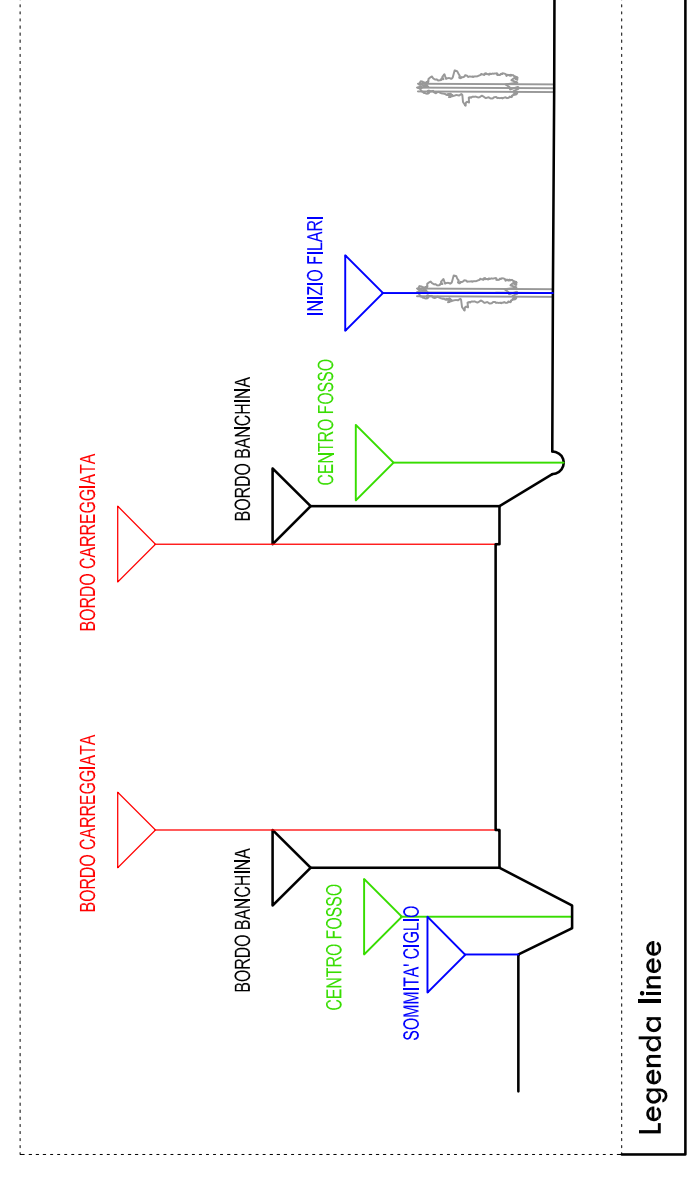 BORDO CARREGGIATA
BORDO CARREGGIATA
BORDO BANCHINA
BORDO BANCHINA
INIZIO FILARI
CENTRO FOSSO
CENTRO FOSSO
SOMMITA' CIGLIO
Legenda linee